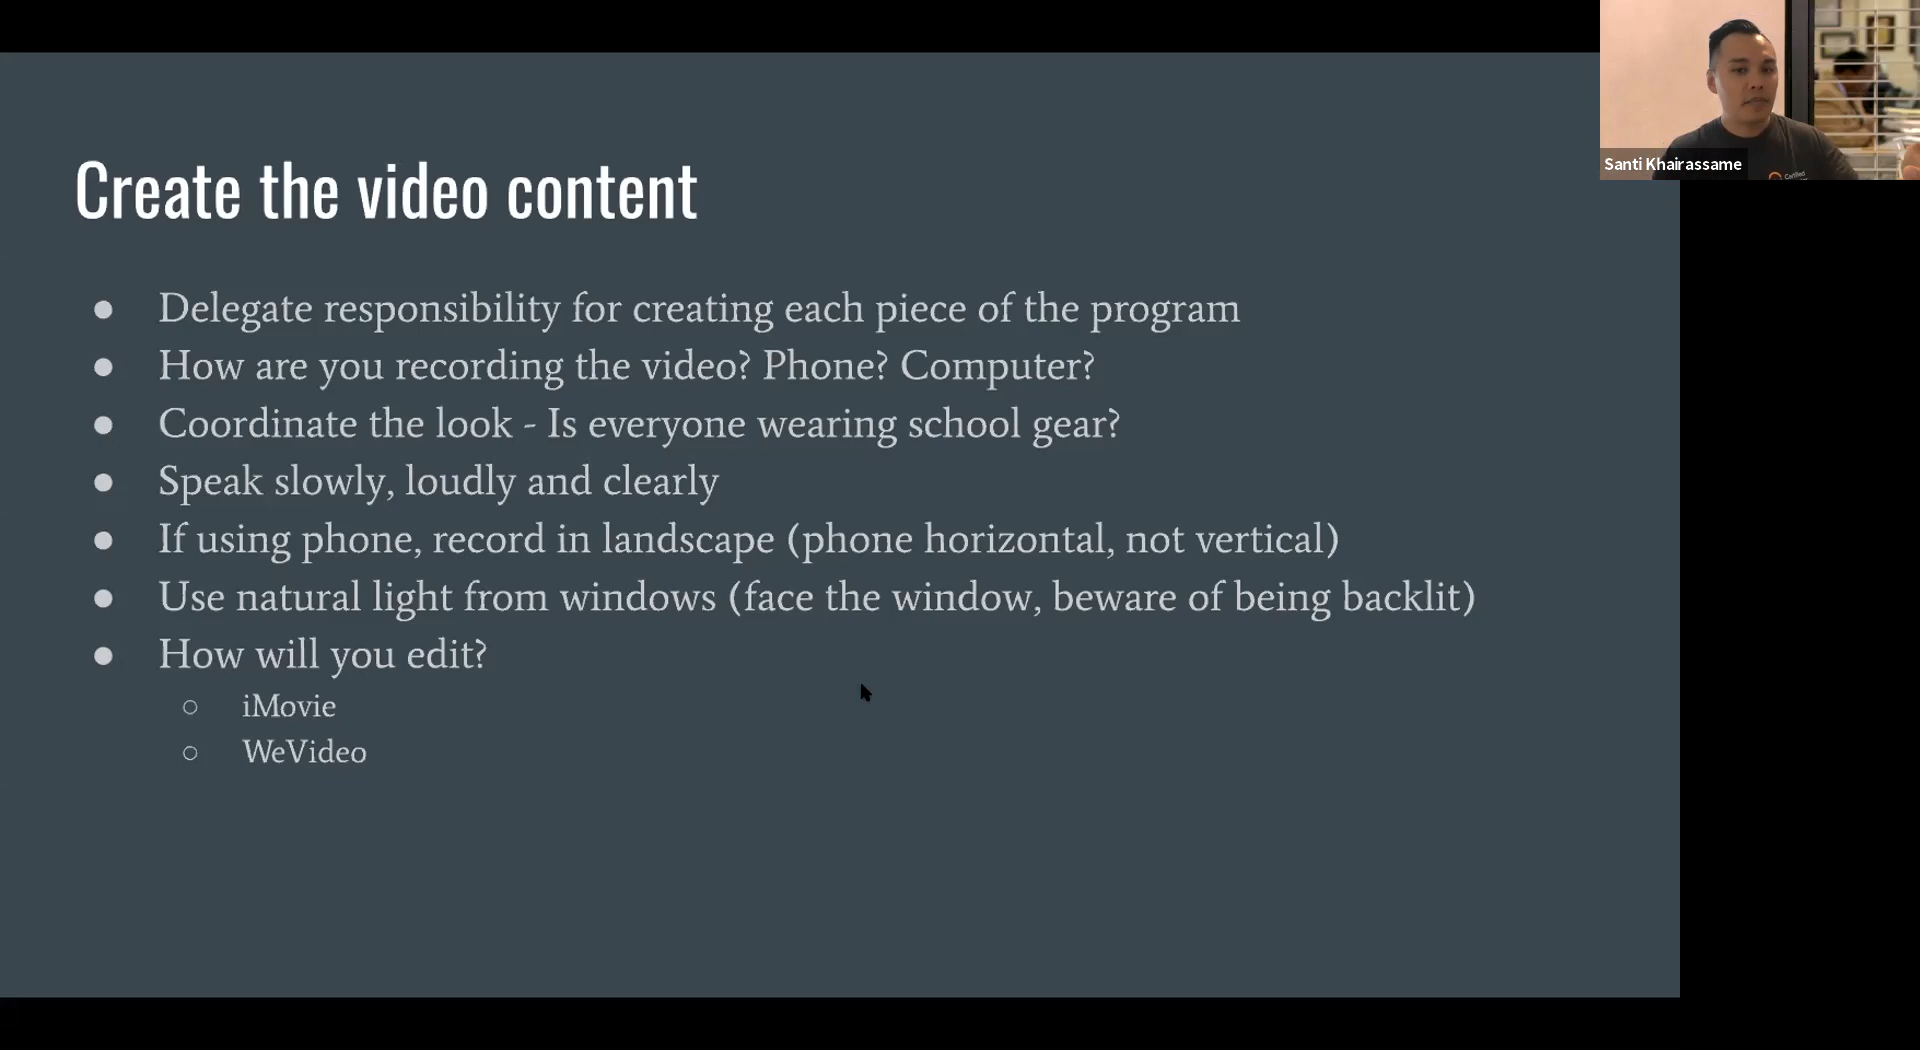 Create the video content
● Delegate responsibility for creating each piece of the program
● How are you recording the video? Phone? Computer?
● Coordinate the look - Is everyone wearing school gear?
● Speak slowly, loudly and clearly
● If using phone, record in landscape (phone horizontal, not vertical)
● Use natural light from windows (face the window, beware of being backlit)
● How will you edit?
○ iMovie
○ WeVideo
Santi Khairassame
Certified